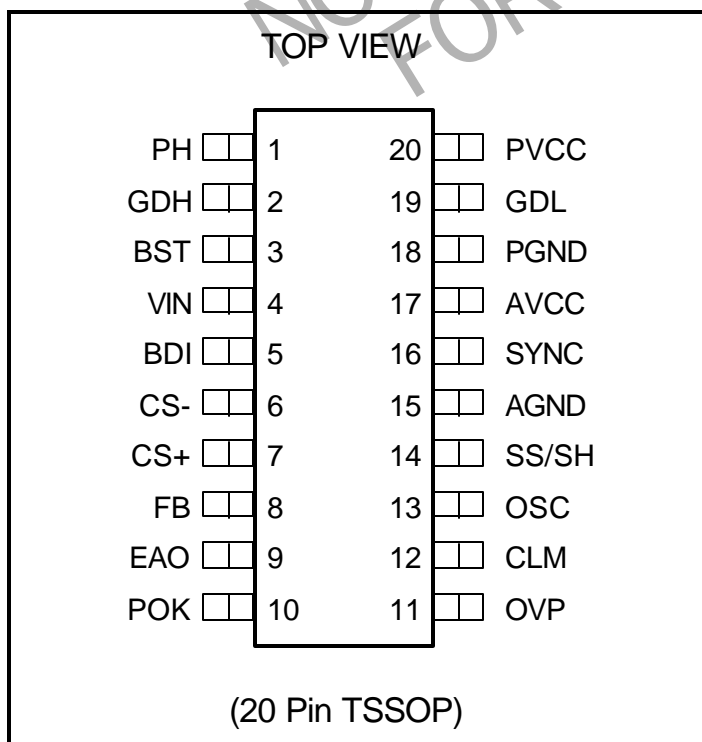 TOP VIEW
PH 1 20 PVCC
GDH 2 19 GDL
BST 3 18 PGND
VIN 4 17 AVCC
BDI 5 16 SYNC
CS- 6 15 AGND
CS+ 7 14 SS/SH
FB 8 13 OSC
EAO 9 12 CLM
POK 10 11 OVP
(20 Pin TSSOP)